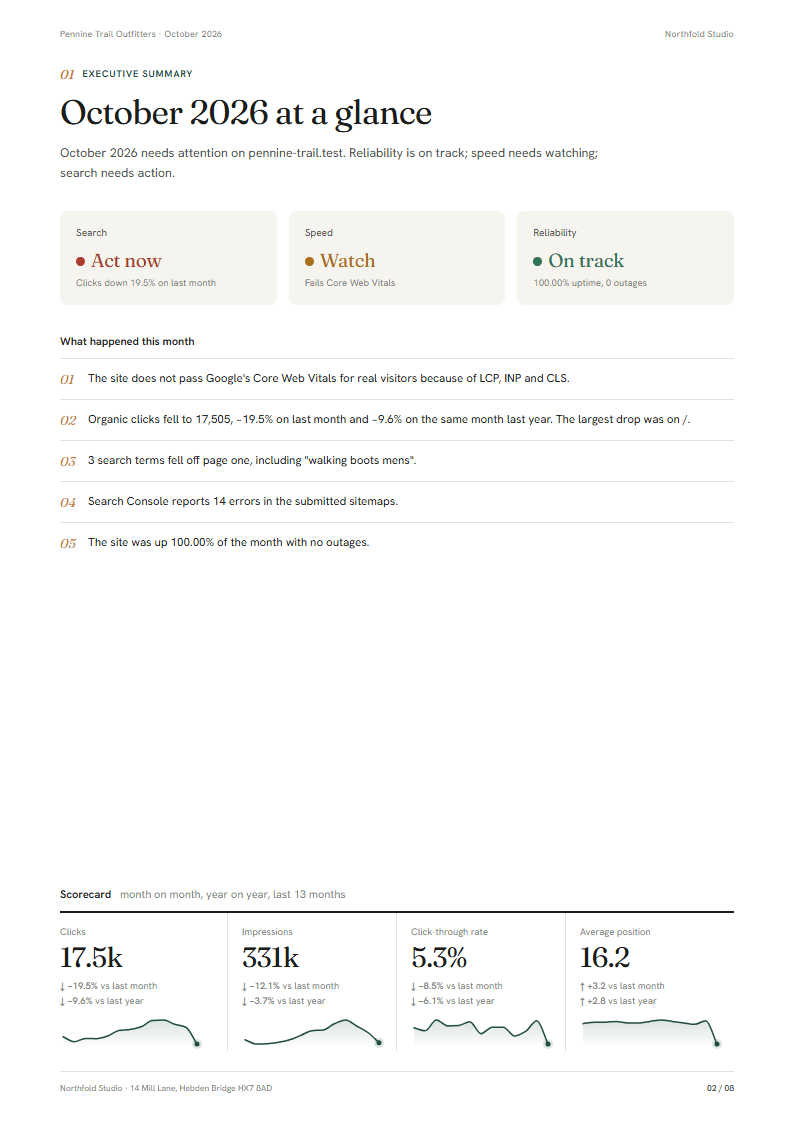 Pennine Trail Outfitters · October 2026
Northfold Studio
01 EXECUTIVE SUMMARY
October 2026 at a glance
October 2026 needs attention on pennine-trail.test. Reliability is on track; speed needs watching;
search needs action.
Search
Act now
Clicks down 19.5% on last month
Speed
Watch
Fails Core Web Vitals
Reliability
On track
100.00% uptime, 0 outages
What happened this month
01 The site does not pass Google's Core Web Vitals for real visitors because of LCP, INP and CLS.
02 Organic clicks fell to 17,505, −19.5% on last month and −9.6% on the same month last year. The largest drop was on /.
03 3 search terms fell off page one, including "walking boots mens".
04 Search Console reports 14 errors in the submitted sitemaps.
05 The site was up 100.00% of the month with no outages.
Scorecard month on month, year on year, last 13 months
Clicks
17.5k
↓ −19.5% vs last month
↓ −9.6% vs last year
Impressions
331k
↓ −12.1% vs last month
↓ −3.7% vs last year
Click-through rate
5.3%
↓ −8.5% vs last month
↓ −6.1% vs last year
Average position
16.2
↑ +3.2 vs last month
↑ +2.8 vs last year
Northfold Studio · 14 Mill Lane, Hebden Bridge HX7 8AD
02 / 08